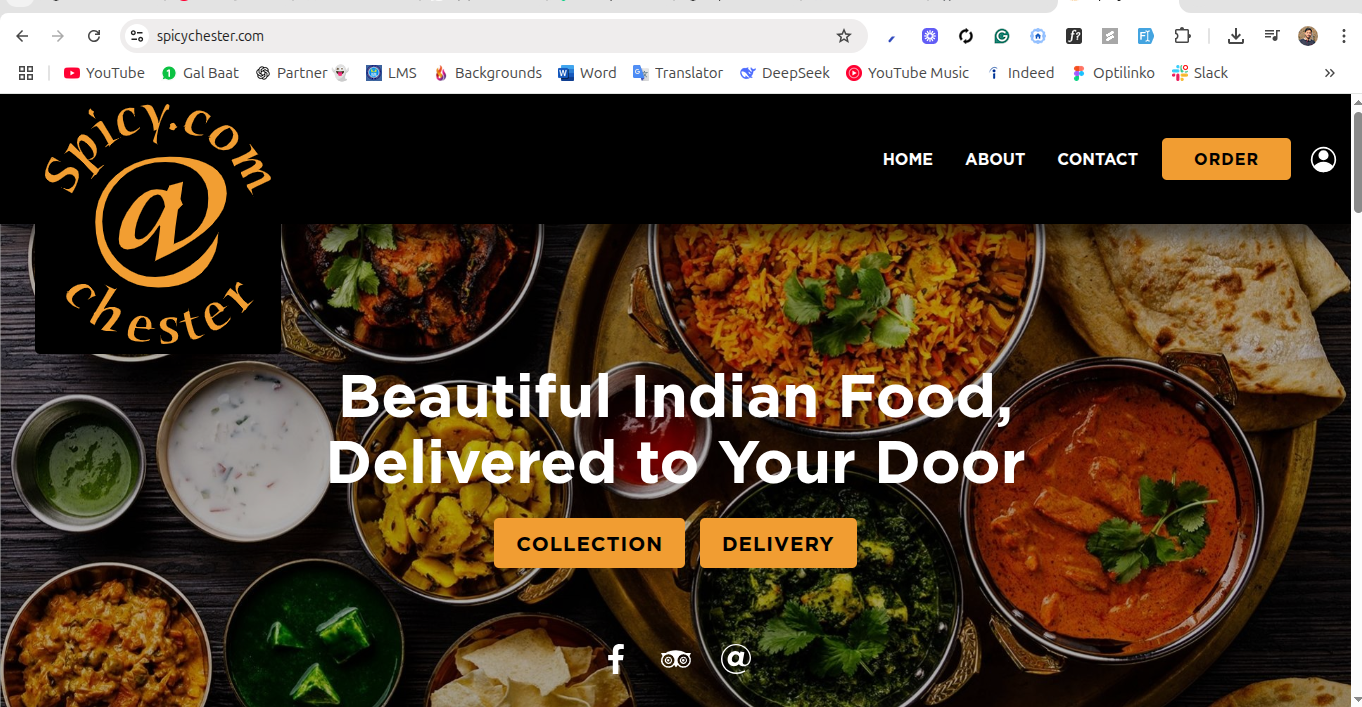 spicychester.com
YouTube
Gal Baat
Partner 👻
LMS
Backgrounds
Word
Translator
DeepSeek
YouTube Music
Indeed
Optilinko
Slack
»
Spicy.com
@
chester
HOME
ABOUT
CONTACT
ORDER
Beautiful Indian Food,
Delivered to Your Door
COLLECTION
DELIVERY